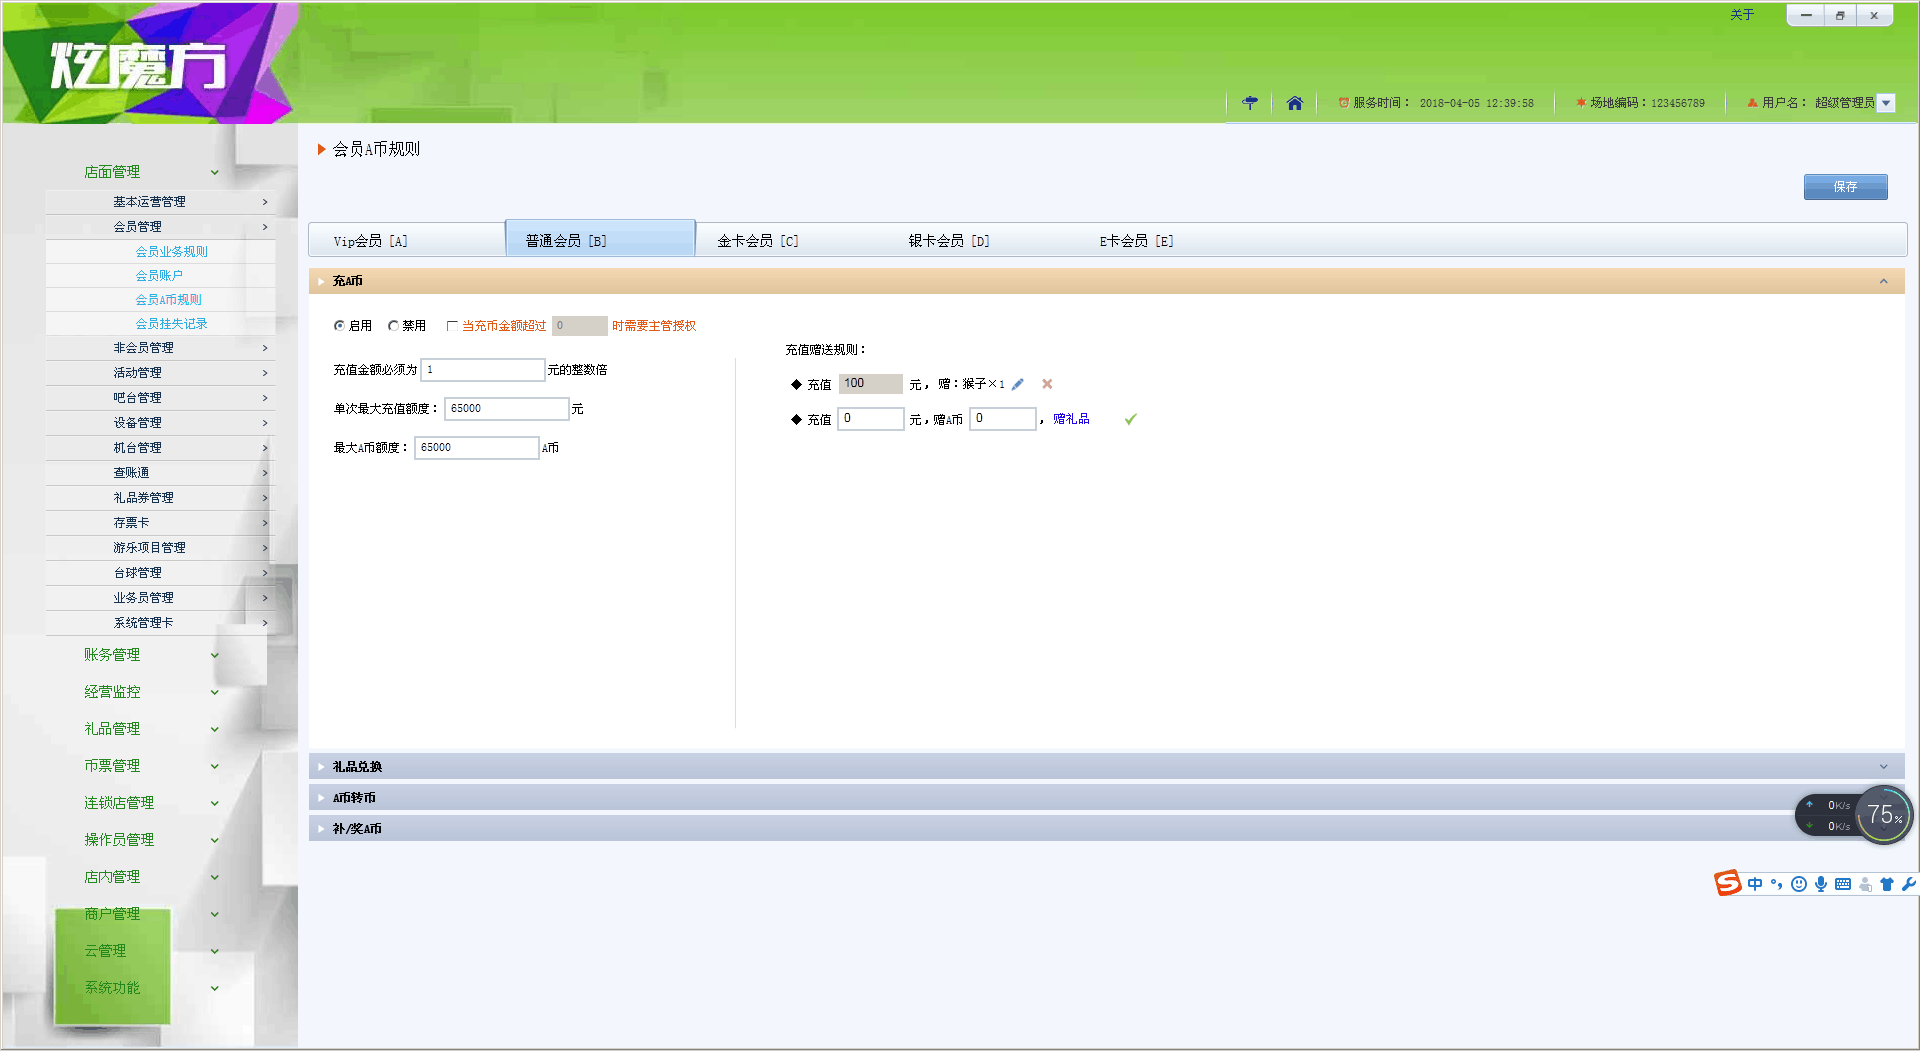 关于
炫魔方
服务时间： 2018-04-05 12:39:58
场地编码：123456789
用户名： 超级管理员
店面管理
基本运营管理
会员管理
会员业务规则
会员账户
会员A币规则
会员挂失记录
非会员管理
活动管理
吧台管理
设备管理
机台管理
查账通
礼品券管理
存票卡
游乐项目管理
台球管理
业务员管理
系统管理卡
账务管理
经营监控
礼品管理
币票管理
连锁店管理
操作员管理
店内管理
商户管理
云管理
系统功能
会员A币规则
保存
Vip会员 [A]
普通会员 [B]
金卡会员 [C]
银卡会员 [D]
E卡会员 [E]
充A币
启用 禁用 当充币金额超过 0 时需要主管授权
充值金额必须为 1 元的整数倍
单次最大充值额度： 65000 元
最大A币额度： 65000 A币
充值赠送规则：
◆ 充值 100 元， 赠：猴子×1
◆ 充值 0 元，赠A币 0 ， 赠礼品
礼品兑换
A币转币
补/奖A币
0K/s
0K/s
75%
S 中